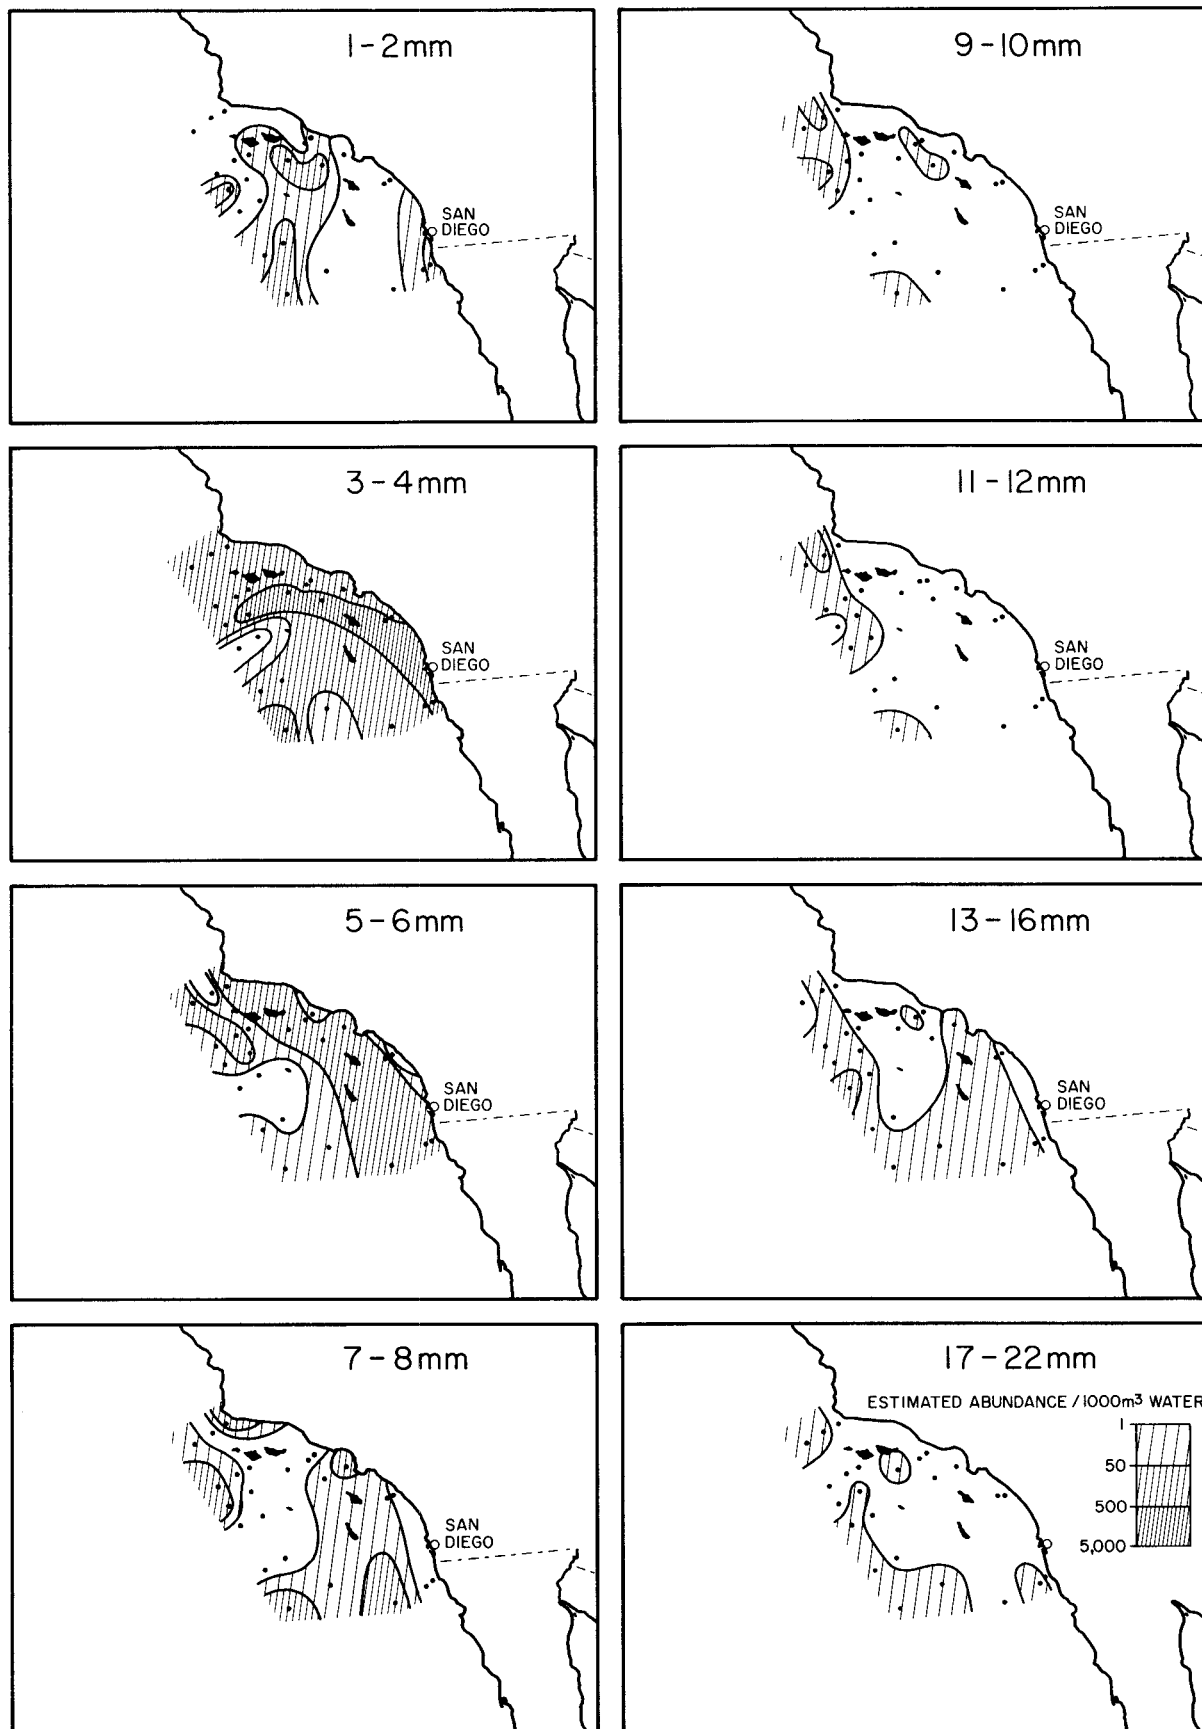 1-2mm
SAN
DIEGO
9-10mm
SAN
DIEGO
3-4mm
SAN
DIEGO
11-12mm
SAN
DIEGO
5-6mm
SAN
DIEGO
13-16mm
SAN
DIEGO
7-8mm
SAN
DIEGO
17-22mm
ESTIMATED ABUNDANCE / 1000m³ WATER
1
50
500
5,000